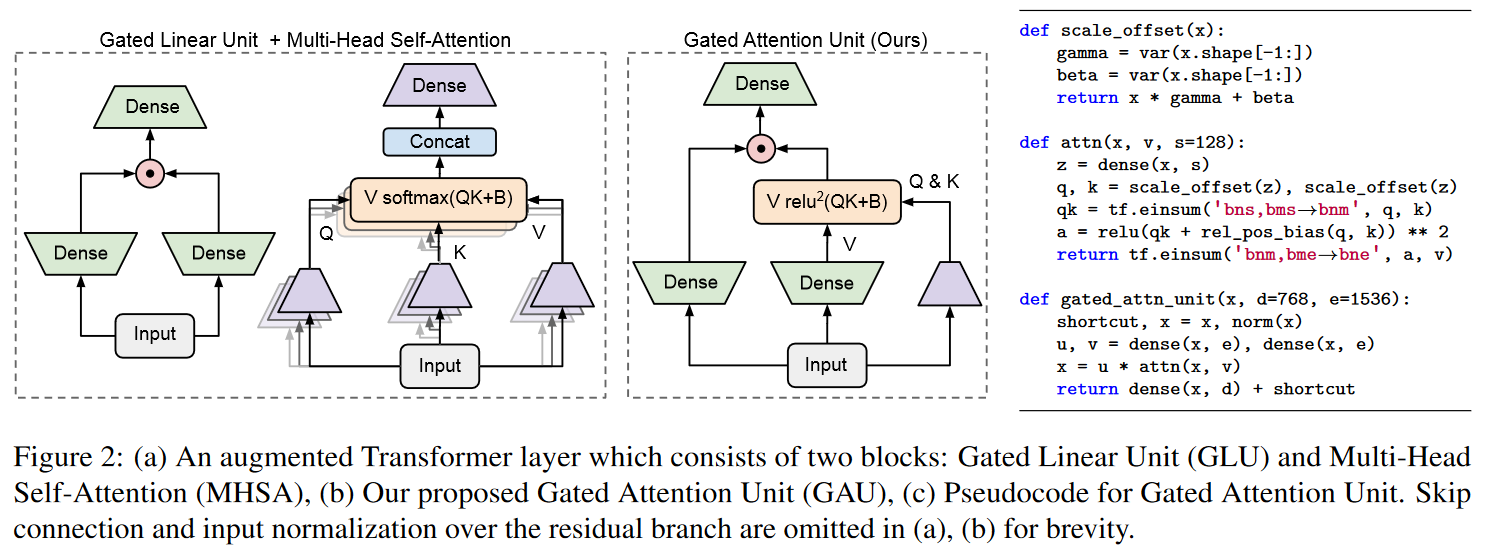 Gated Linear Unit + Multi-Head Self-Attention
Dense
Dense
Dense
Input
Dense
Concat
V softmax(QK+B)
Q
K
V
Input
Gated Attention Unit (Ours)
Dense
V relu²(QK+B)
Q & K
V
Dense
Dense
Input
def scale_offset(x):
    gamma = var(x.shape[-1:])
    beta = var(x.shape[-1:])
    return x * gamma + beta
def attn(x, v, s=128):
    z = dense(x, s)
    q, k = scale_offset(z), scale_offset(z)
    qk = tf.einsum('bns,bms→bnm', q, k)
    a = relu(qk + rel_pos_bias(q, k)) ** 2
    return tf.einsum('bnm,bme→bne', a, v)
def gated_attn_unit(x, d=768, e=1536):
    shortcut, x = x, norm(x)
    u, v = dense(x, e), dense(x, e)
    x = u * attn(x, v)
    return dense(x, d) + shortcut
Figure 2: (a) An augmented Transformer layer which consists of two blocks: Gated Linear Unit (GLU) and Multi-Head
Self-Attention (MHSA), (b) Our proposed Gated Attention Unit (GAU), (c) Pseudocode for Gated Attention Unit. Skip
connection and input normalization over the residual branch are omitted in (a), (b) for brevity.